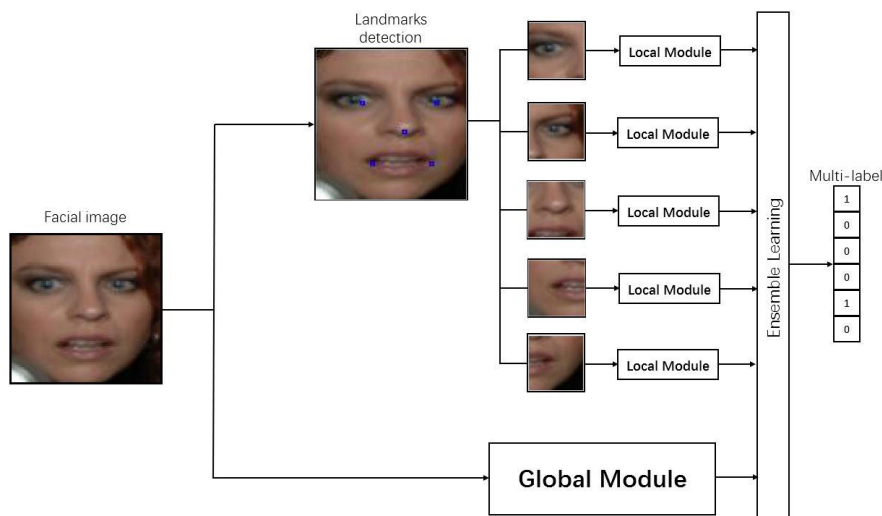 Landmarks
detection
Local Module
Local Module
Multi-label
1
Facial image
Local Module
0
Ensemble Learning
0
0
Local Module
1
0
Local Module
Global Module